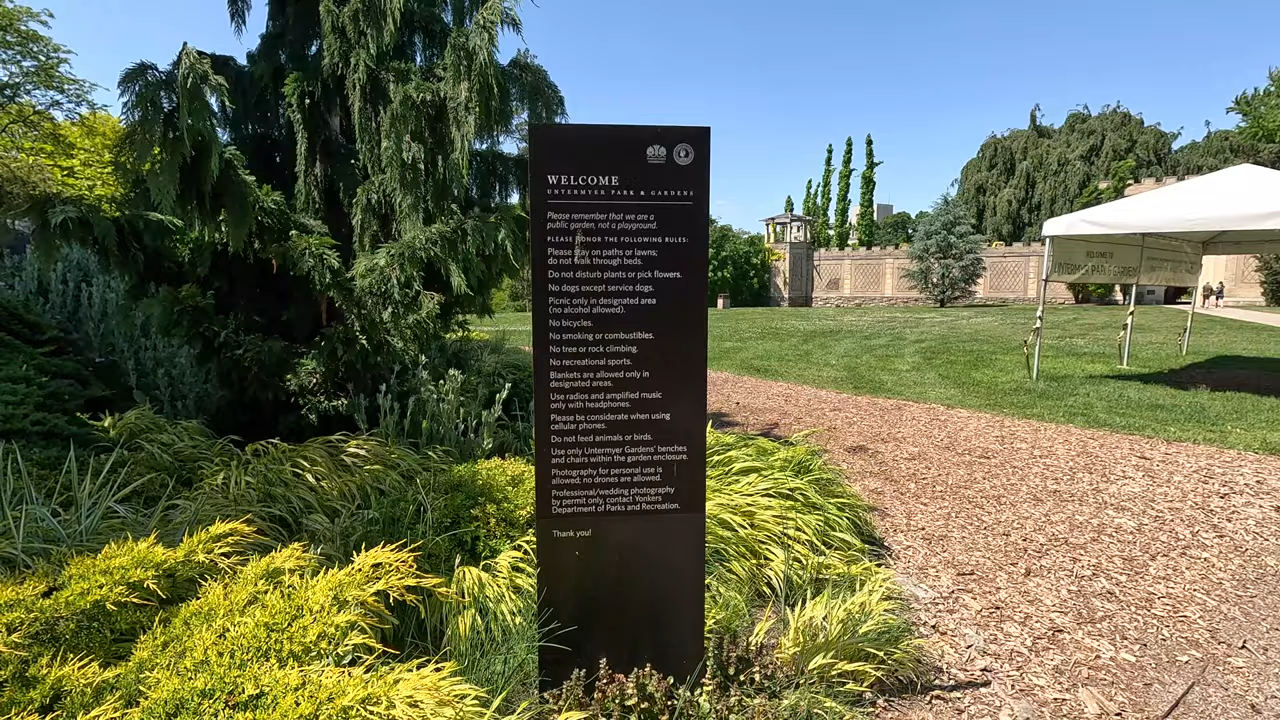 WELCOME
UNTERMYER PARK & GARDENS
Please remember that we are a
public garden, not a playground.
PLEASE HONOR THE FOLLOWING RULES:
Please stay on paths or lawns;
do not walk through beds.
Do not disturb plants or pick flowers.
No dogs except service dogs.
Picnic only in designated area
(no alcohol allowed).
No bicycles.
No smoking or combustibles.
No tree or rock climbing.
No recreational sports.
Blankets are allowed only in
designated areas.
Use radios and amplified music
only with headphones.
Please be considerate when using
cellular phones.
Do not feed animals or birds.
Use only Untermyer Gardens' benches
and chairs within the garden enclosure.
Photography for personal use is
allowed; no drones are allowed.
Professional/wedding photography
by permit only, contact Yonkers
Department of Parks and Recreation.
Thank you!
WELCOME TO
UNTERMYER PARK & GARDENS